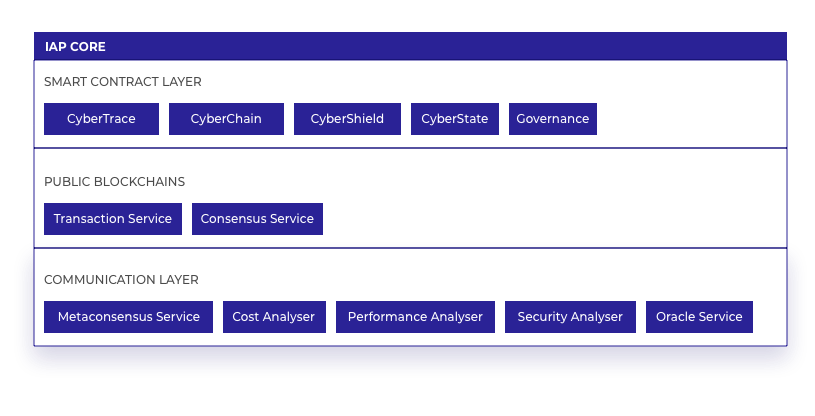 IAP CORE
SMART CONTRACT LAYER
CyberTrace CyberChain CyberShield CyberState Governance
PUBLIC BLOCKCHAINS
Transaction Service Consensus Service
COMMUNICATION LAYER
Metaconsensus Service Cost Analyser Performance Analyser Security Analyser Oracle Service